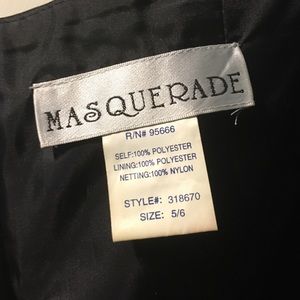 MASQUERADE
R/N# 95666
SELF:100% POLYESTER
LINING:100% POLYESTER
NETTING:100% NYLON
STYLE#: 318670
SIZE: 5/6